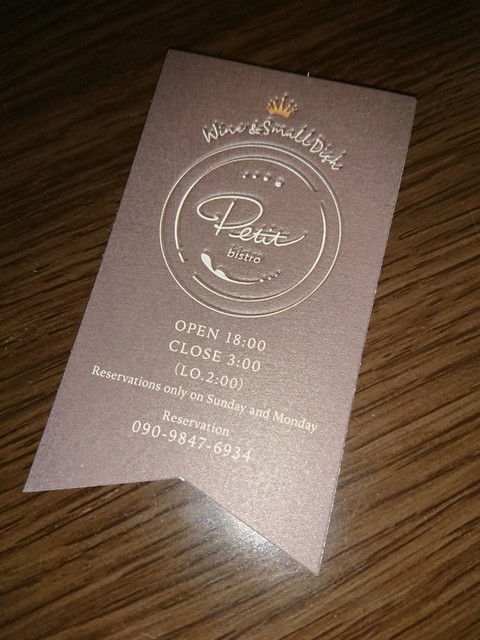 Wine & Small Dish
Petit
bistro
OPEN 18:00
CLOSE 3:00
(LO.2:00)
Reservations only on Sunday and Monday
Reservation
090-9847-6934